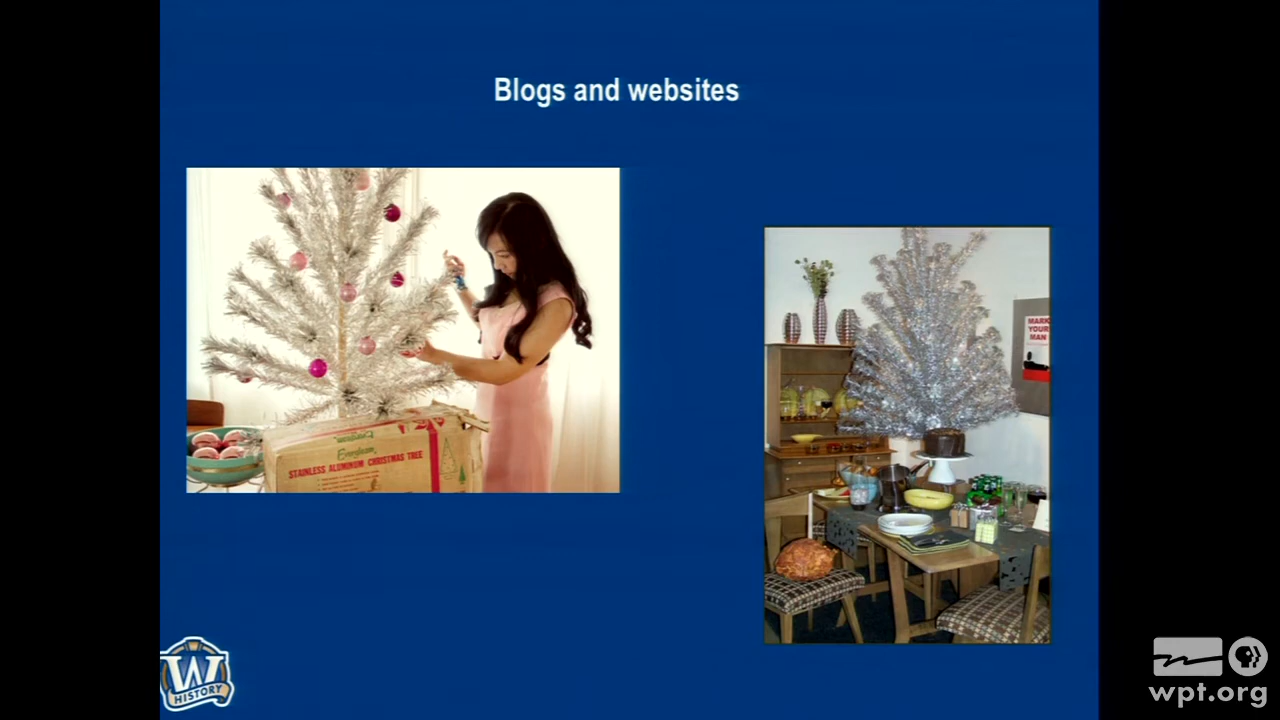 Blogs and websites
Evergleam
STAINLESS ALUMINUM CHRISTMAS TREE
MARK
YOUR
MAN
W
HISTORY
wpt.org